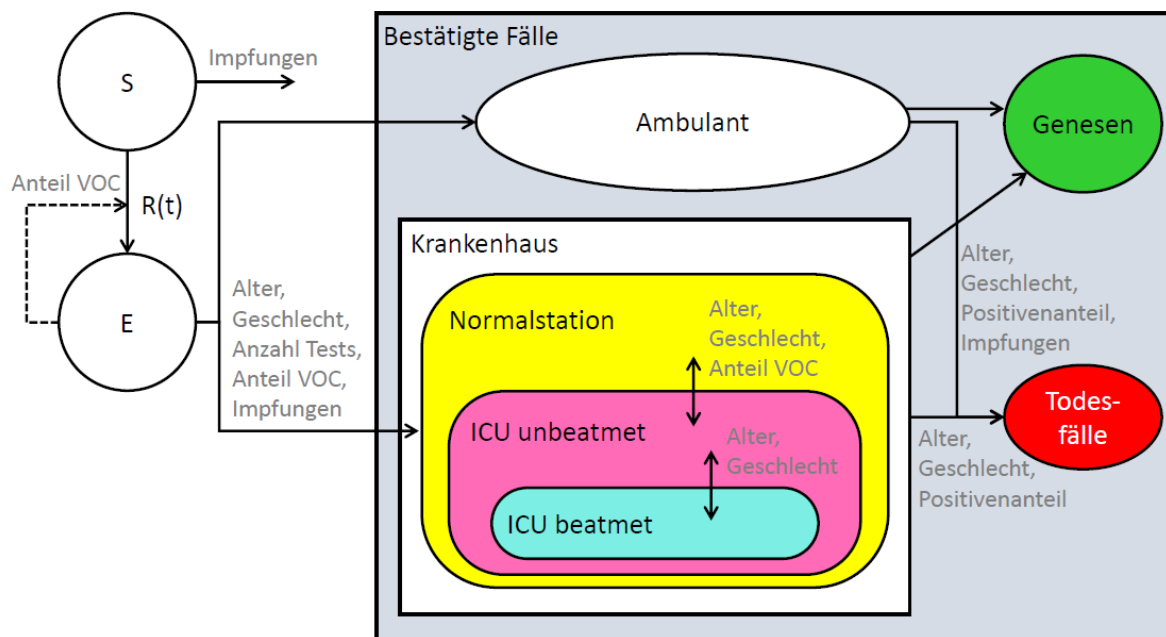 S
Impfungen
Bestätigte Fälle
Ambulant
Genesen
Anteil VOC
R(t)
E
Alter,
Geschlecht,
Anzahl Tests,
Anteil VOC,
Impfungen
Krankenhaus
Normalstation
Alter,
Geschlecht,
Anteil VOC
ICU unbeatmet
Alter,
Geschlecht
ICU beatmet
Alter,
Geschlecht,
Positivenanteil,
Impfungen
Todes-
fälle
Alter,
Geschlecht,
Positivenanteil